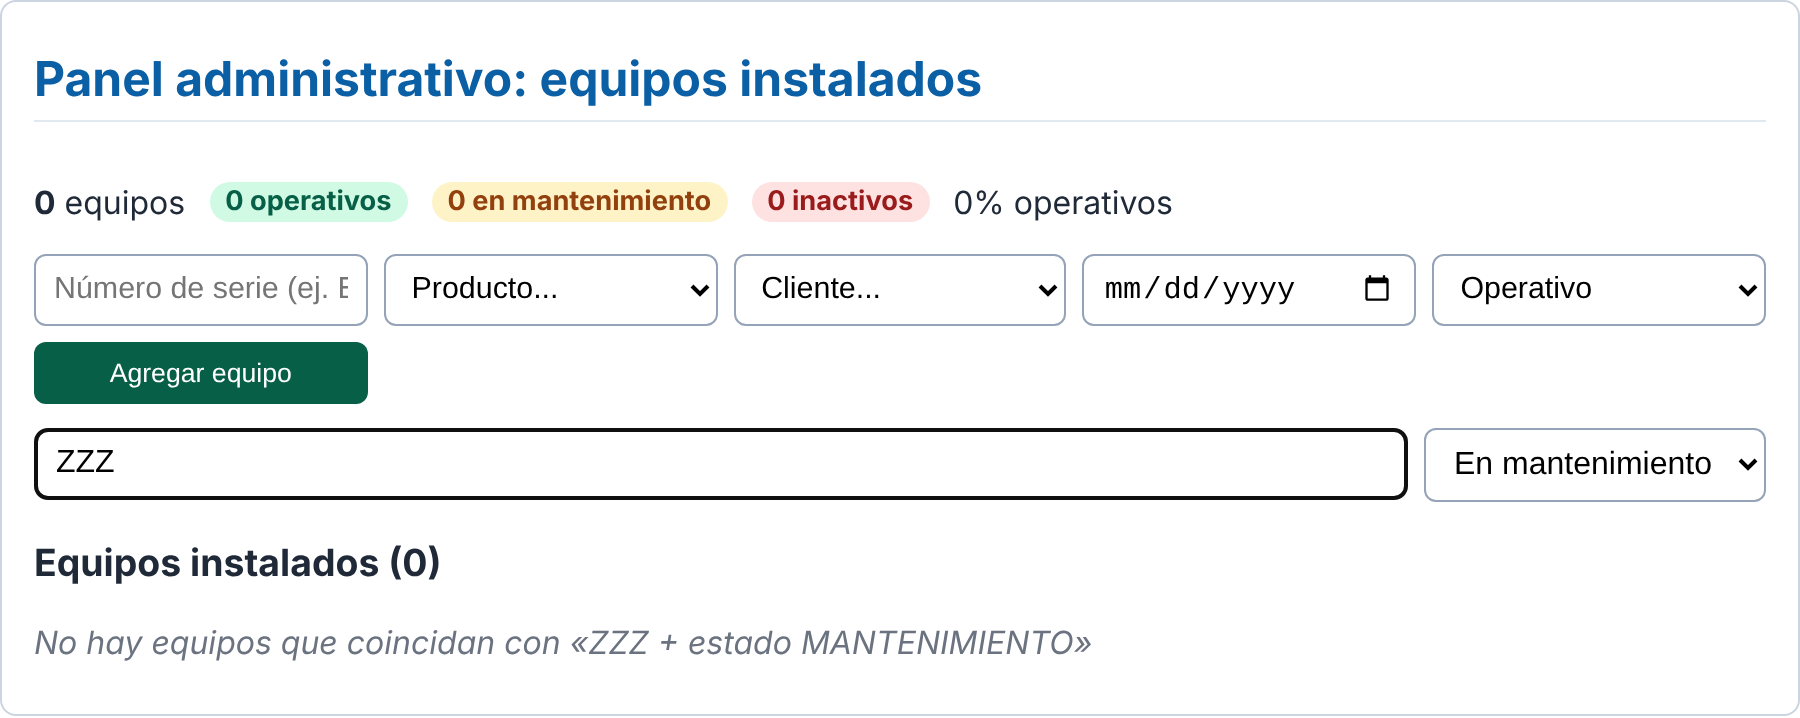 Panel administrativo: equipos instalados
0 equipos 0 operativos 0 en mantenimiento 0 inactivos 0% operativos
Número de serie (ej. E Producto... Cliente... mm/dd/yyyy Operativo
Agregar equipo
ZZZ En mantenimiento
Equipos instalados (0)
No hay equipos que coincidan con «ZZZ + estado MANTENIMIENTO»